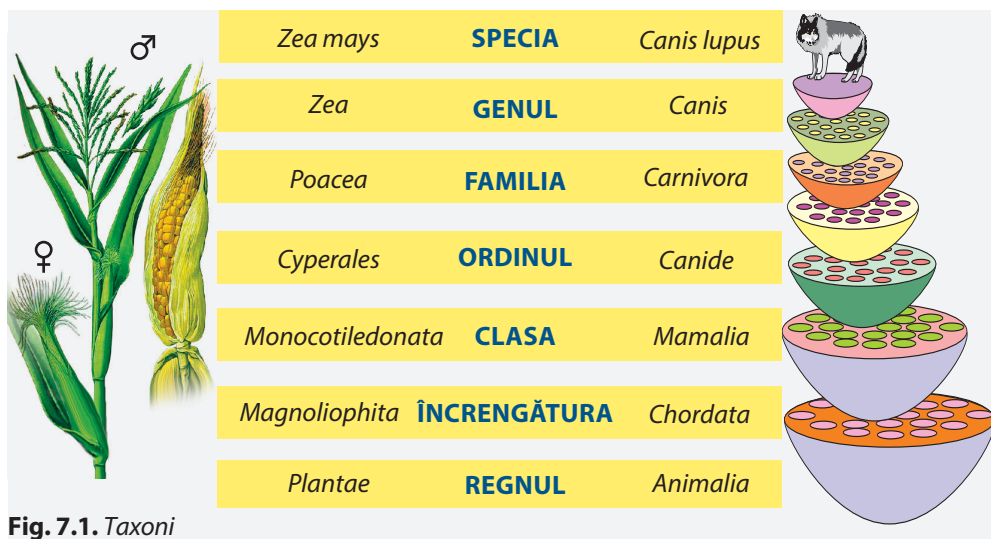 ♂
Zea mays SPECIA Canis lupus
Zea GENUL Canis
Poacea FAMILIA Carnivora
♀
Cyperales ORDINUL Canide
Monocotiledonata CLASA Mamalia
Magnoliophita ÎNCRENGĂTURA Chordata
Plantae REGNUL Animalia
Fig. 7.1. Taxoni